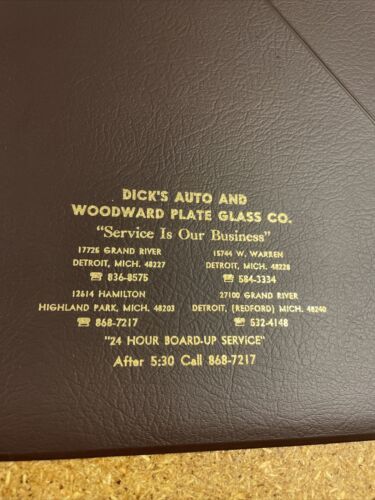 DICK'S AUTO AND
WOODWARD PLATE GLASS CO.
"Service Is Our Business"
17726 GRAND RIVER 15744 W. WARREN
DETROIT, MICH. 48227 DETROIT, MICH. 48228
☎ 836-8575 ☎ 584-3334
12614 HAMILTON 27100 GRAND RIVER
HIGHLAND PARK, MICH. 48203 DETROIT, (REDFORD) MICH. 48240
☎ 868-7217 ☎ 532-4148
"24 HOUR BOARD-UP SERVICE"
After 5:30 Call 868-7217